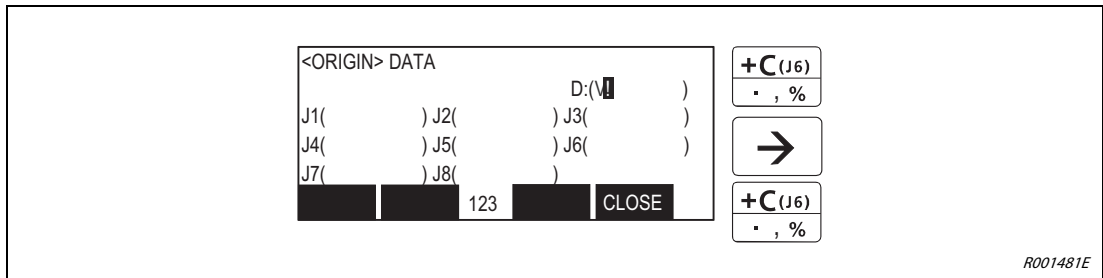 <ORIGIN> DATA
D:(V! )
J1( ) J2( ) J3( )
J4( ) J5( ) J6( )
J7( ) J8( )
123 CLOSE
+C(J6)
· , %
→
+C(J6)
· , %
R001481E